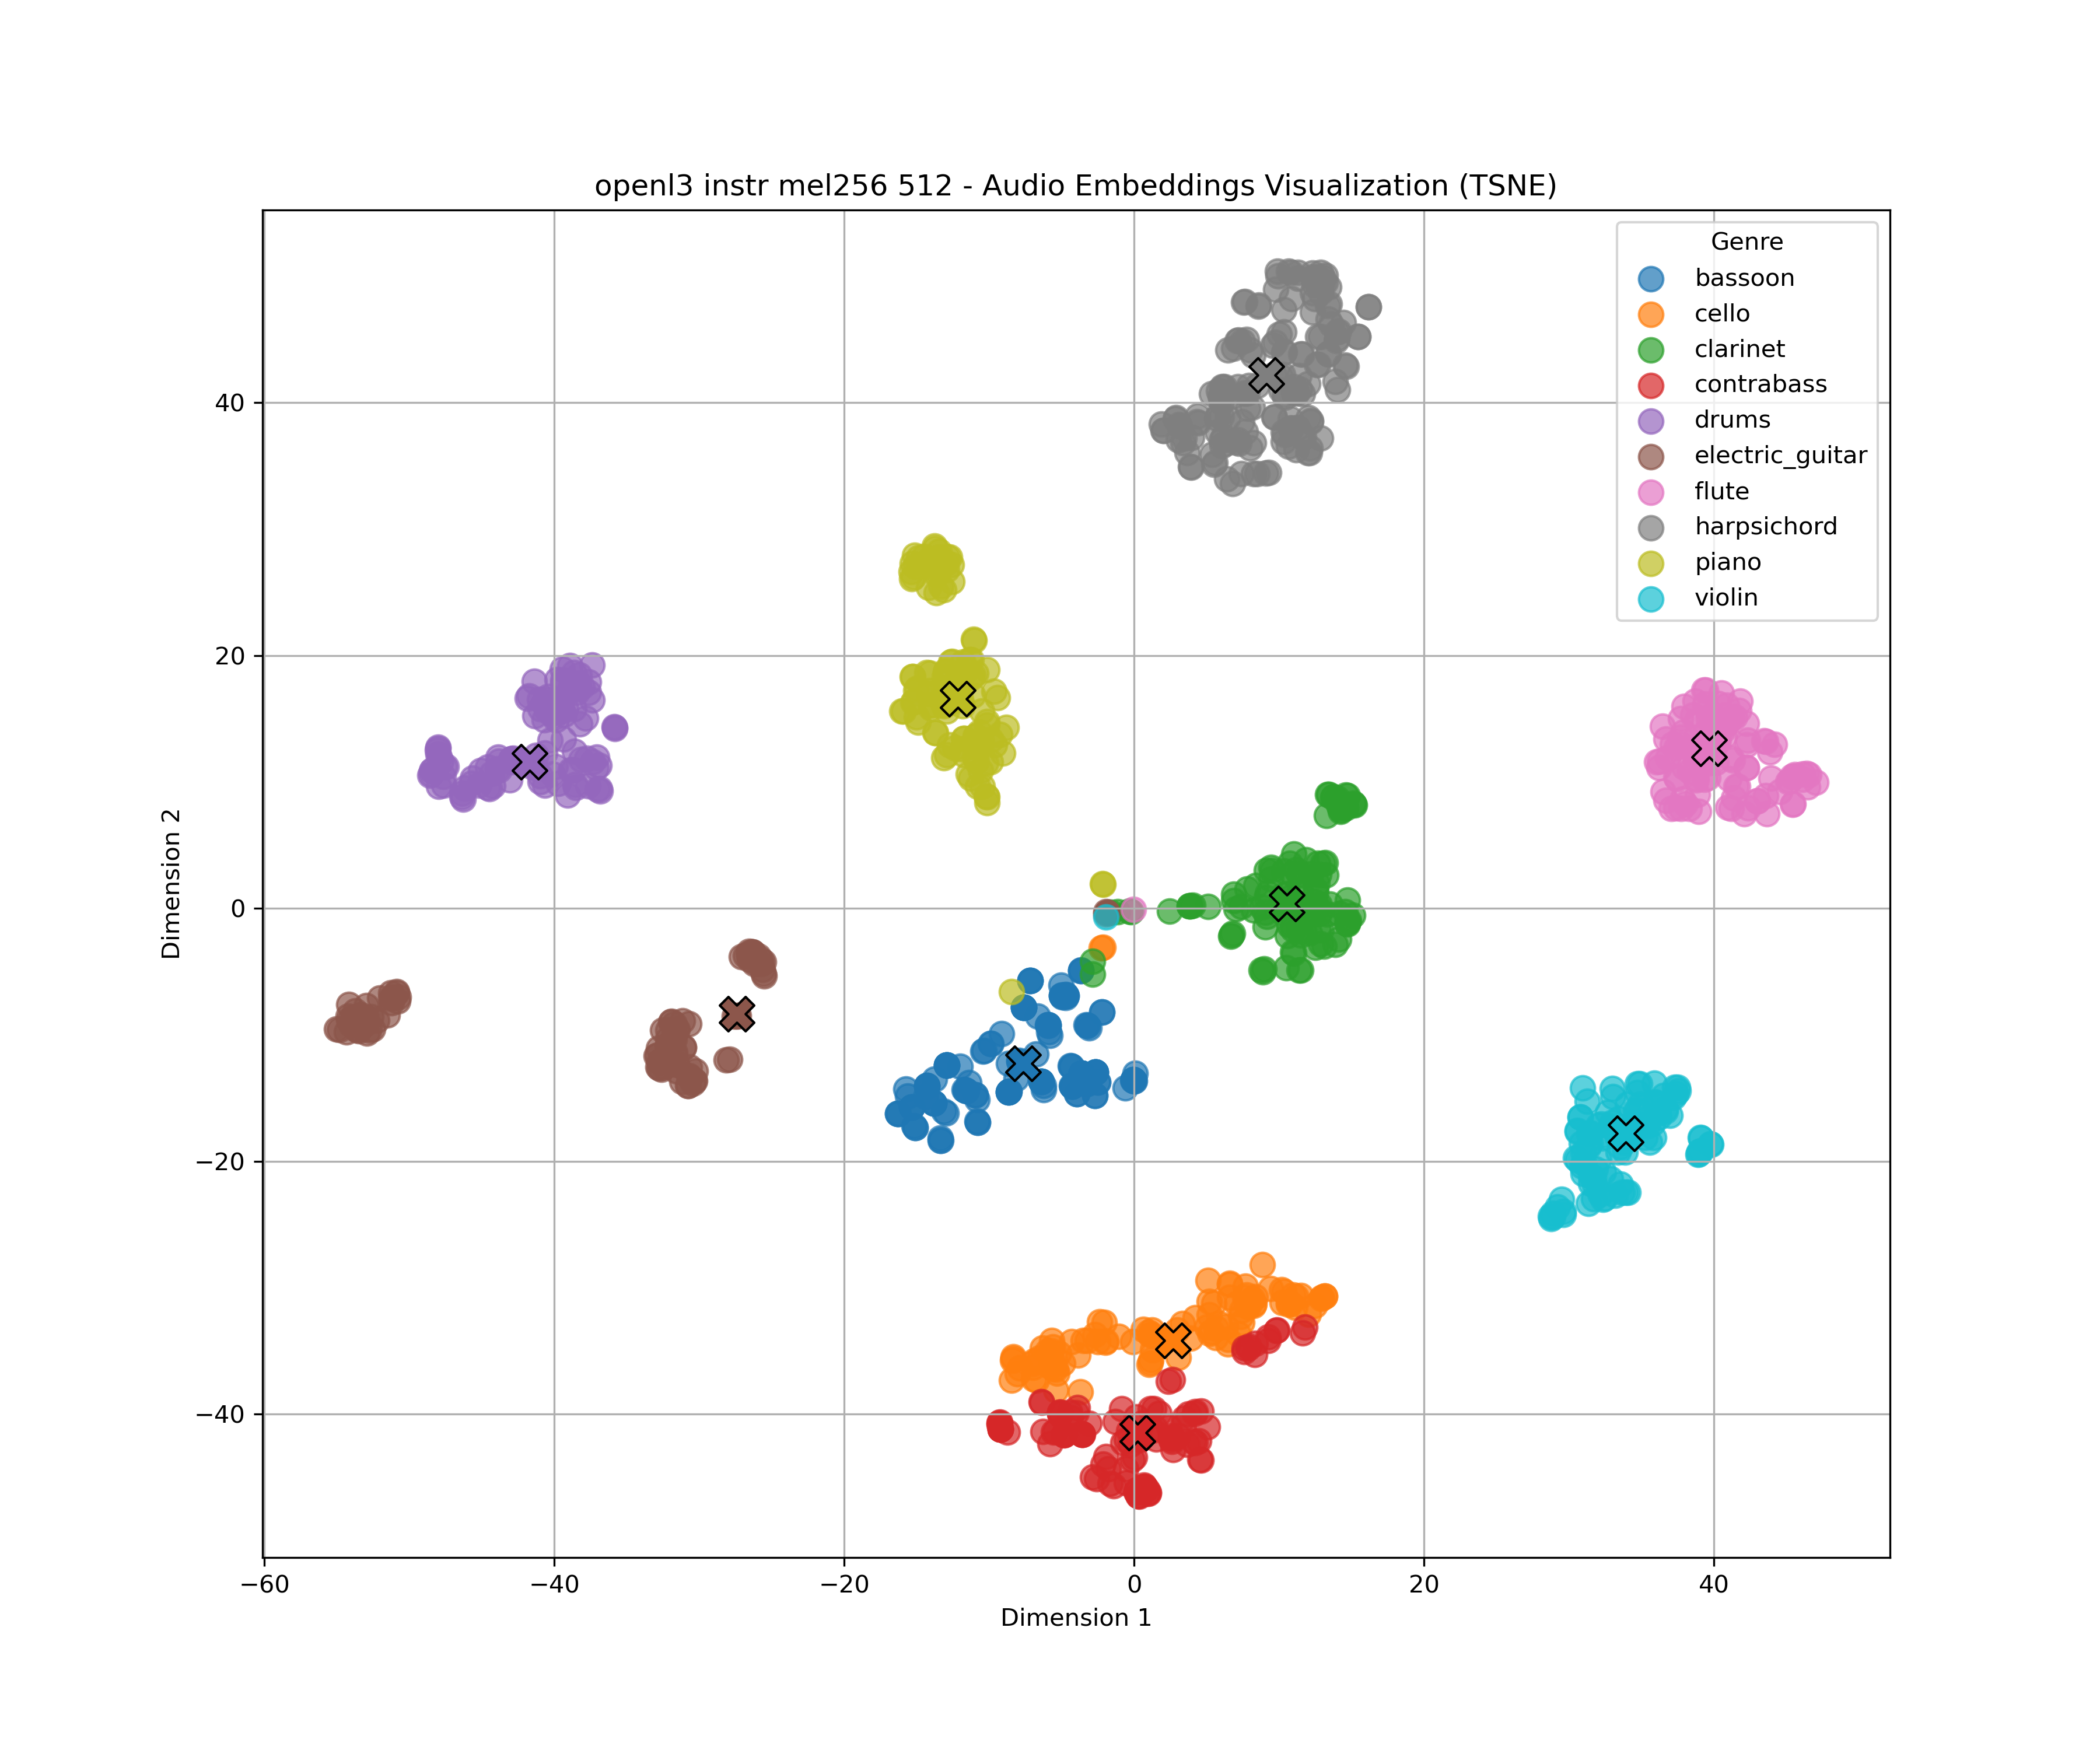 openl3 instr mel256 512 - Audio Embeddings Visualization (TSNE)
Genre
bassoon
cello
clarinet
contrabass
drums
electric_guitar
flute
harpsichord
piano
violin
40
20
0
−20
−40
Dimension 2
−60
−40
−20
0
20
40
Dimension 1